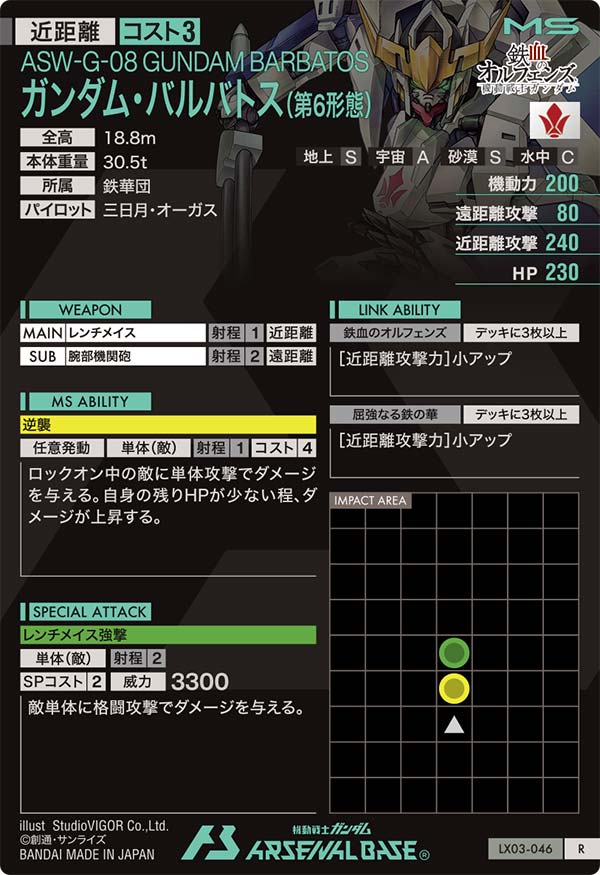 近距離 コスト3
MS
ASW-G-08 GUNDAM BARBATOS
ガンダム・バルバトス(第6形態)
鉄血の
オルフェンズ
機動戦士ガンダム
全高 18.8m
本体重量 30.5t
所属 鉄華団
パイロット 三日月・オーガス
地上 S 宇宙 A 砂漠 S 水中 C
機動力 200
遠距離攻撃 80
近距離攻撃 240
HP 230
WEAPON
MAIN レンチメイス 射程 1 近距離
SUB 腕部機関砲 射程 2 遠距離
MS ABILITY
逆襲
任意発動 単体(敵) 射程 1 コスト 4
ロックオン中の敵に単体攻撃でダメージ
を与える。自身の残りHPが少ない程、ダ
メージが上昇する。
SPECIAL ATTACK
レンチメイス強撃
単体(敵) 射程 2
SPコスト 2 威力 3300
敵単体に格闘攻撃でダメージを与える。
LINK ABILITY
鉄血のオルフェンズ デッキに3枚以上
[近距離攻撃力]小アップ
屈強なる鉄の華 デッキに3枚以上
[近距離攻撃力]小アップ
IMPACT AREA
illust StudioVIGOR Co.,Ltd.
©創通・サンライズ
BANDAI MADE IN JAPAN
機動戦士ガンダム
ARSENAL BASE®
LX03-046 R